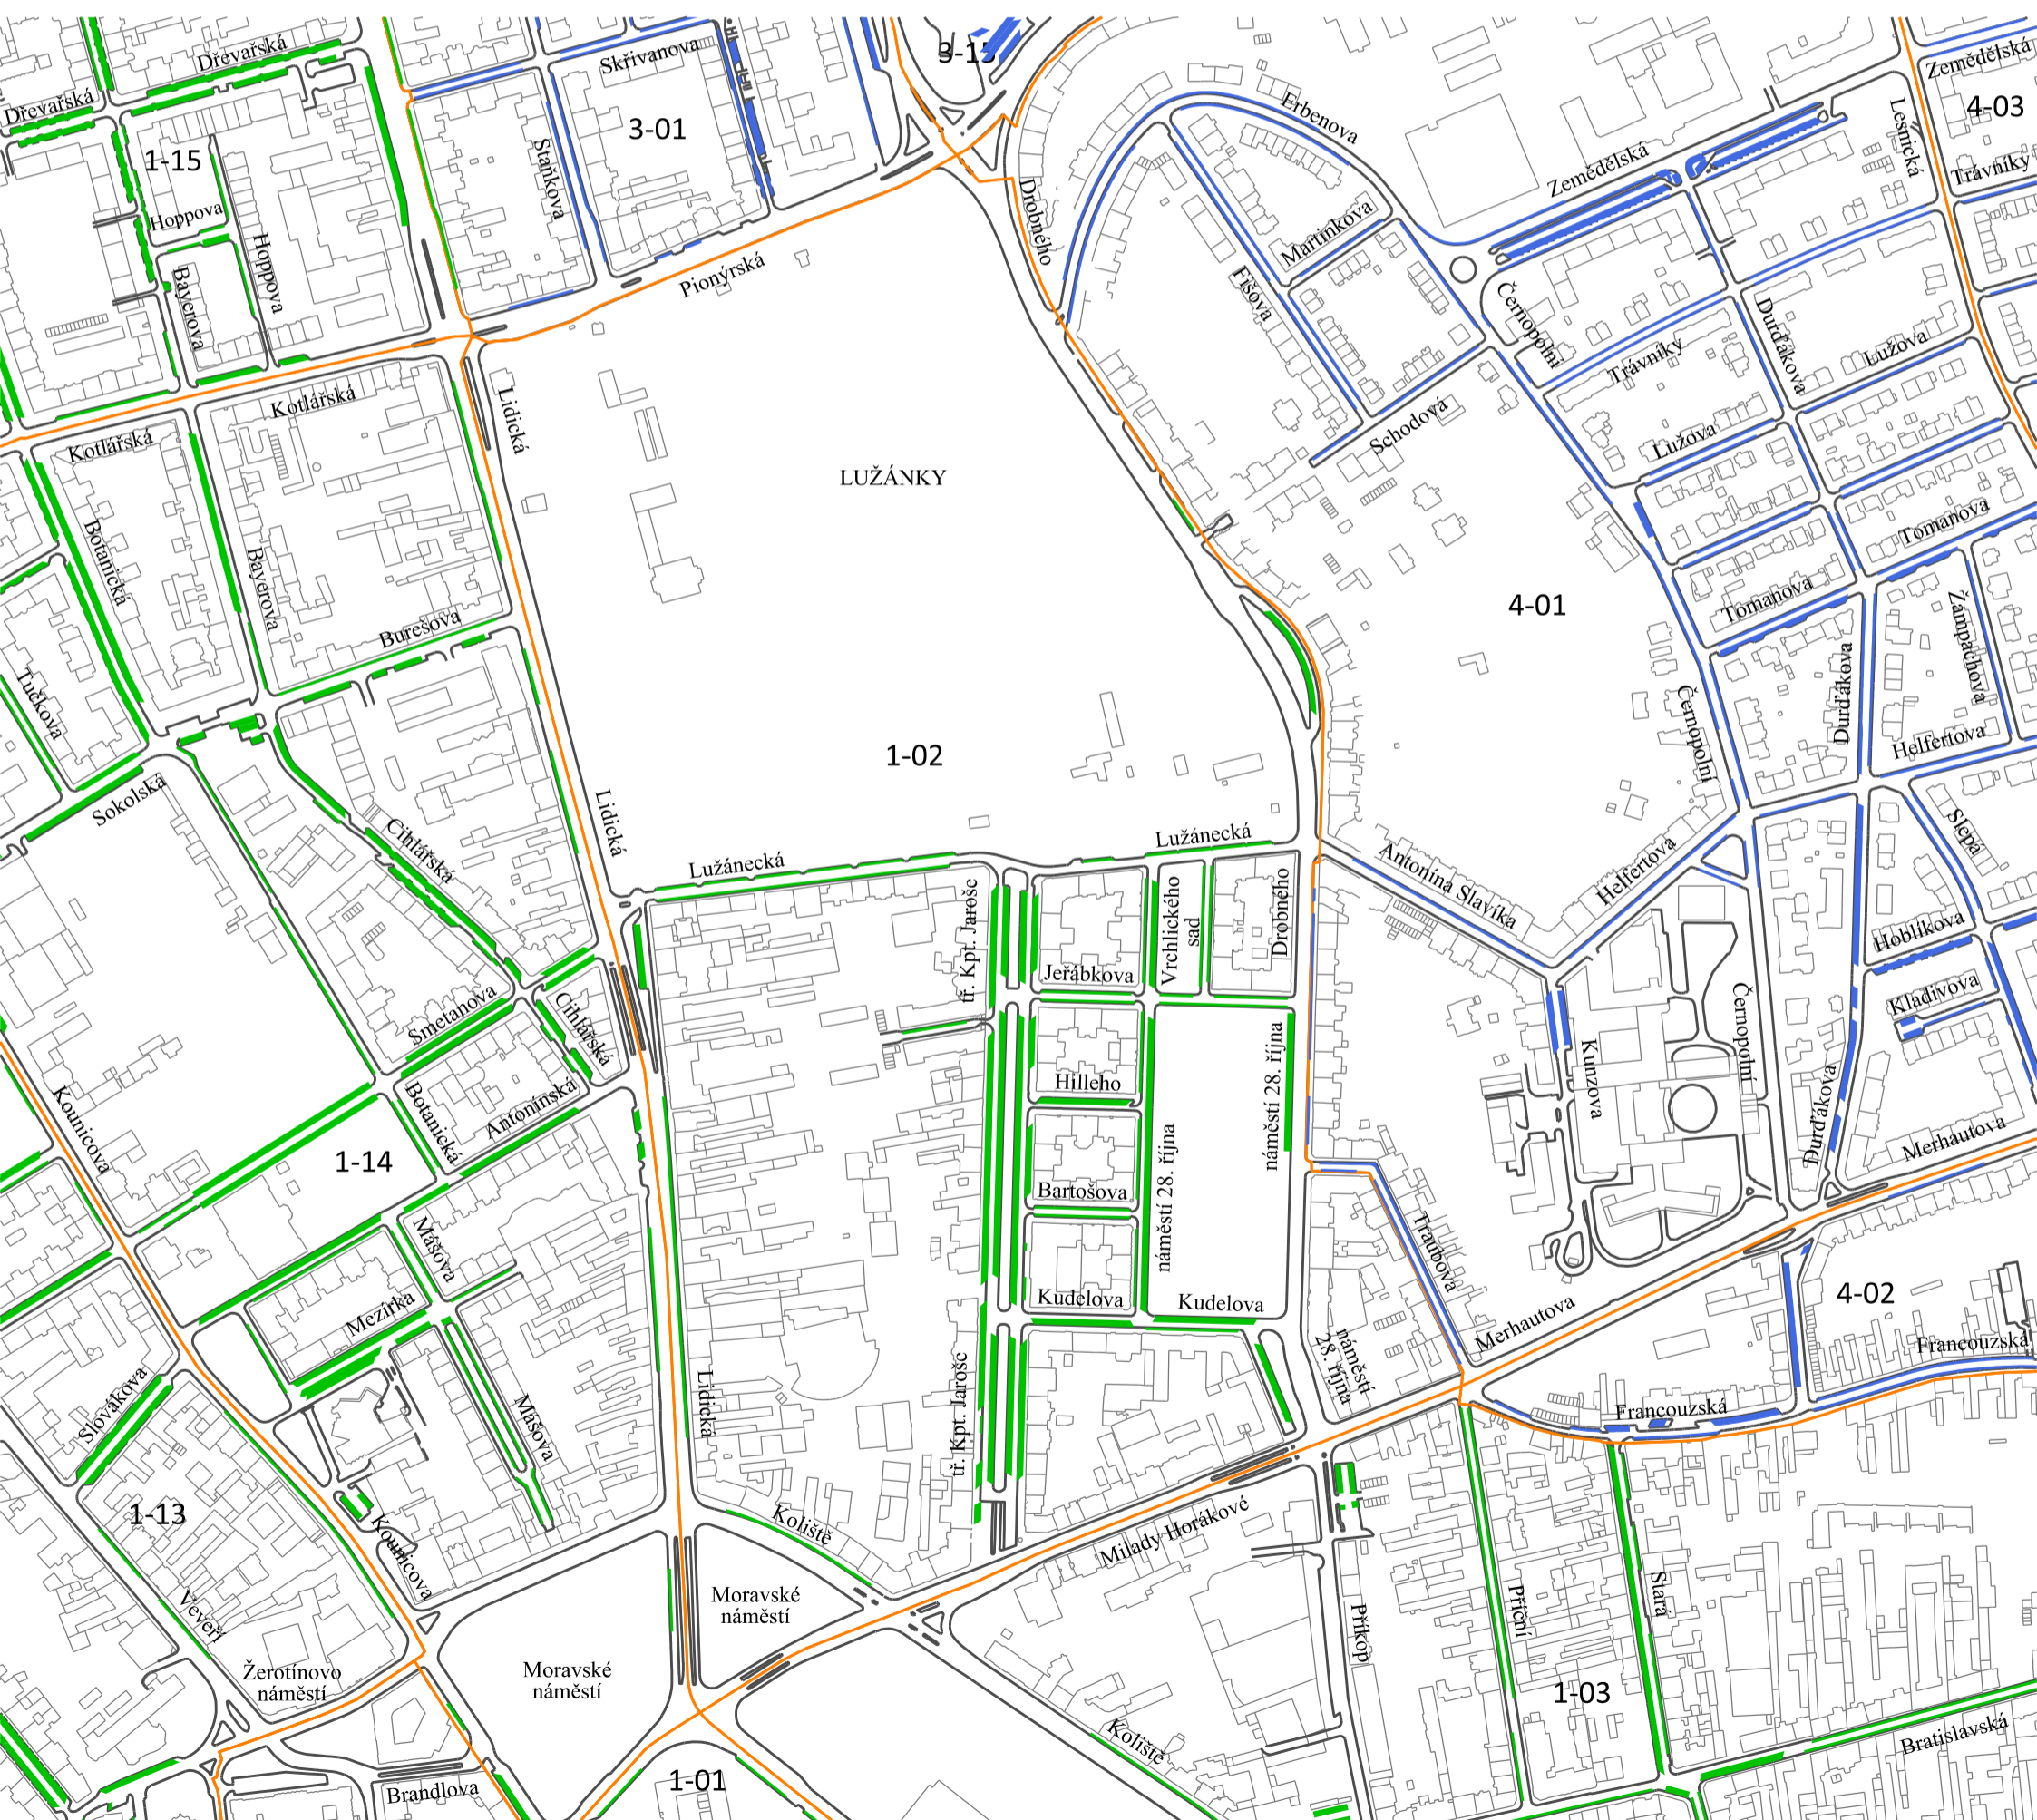 Dřevařská
Skřivanova
3-15
Zemědělská
Dřevařská
3-01
Erbenova
4-03
1-15
Staňkova
Zemědělská
Lesnická
Trávníky
Hoppova
Drobného
Martínkova
Hoppova
Pionýrská
Bayerova
Fišova
Černopolní
Durďákova
Trávníky
Lužova
Kotlářská
Lidická
Schodová
Kotlářská
Lužova
LUŽÁNKY
Botanická
Tomanova
Bayerova
Burešova
4-01
Tomanova
Žampachova
Tučkova
Černopolní
Durďákova
Helfertova
1-02
Sokolská
Lidická
Cihlářská
Lužánecká
Lužánecká
Antonína Slavíka
Helfertova
Slepá
tř. Kpt. Jaroše
Jeřábkova
Vrchlického
sad
Drobného
Hoblíkova
Kladivova
Smetanova
Cihlářská
Černopolní
Kounicova
Botanická
Antonínská
Hilleho
náměstí 28. října
náměstí 28. října
Kunzova
Durďákova
Merhautova
1-14
Bartošova
Mášova
Traubova
Mezírka
Kudelova
Kudelova
Merhautova
4-02
Francouzská
Slovákova
Lidická
tř. Kpt. Jaroše
náměstí
28. října
Mášova
Francouzská
1-13
Kounicova
Koliště
Milady Horákové
Veveří
Moravské
náměstí
Příkop
Příční
Stará
Žerotínovo
náměstí
Moravské
náměstí
1-03
Koliště
Bratislavská
Brandlova
1-01